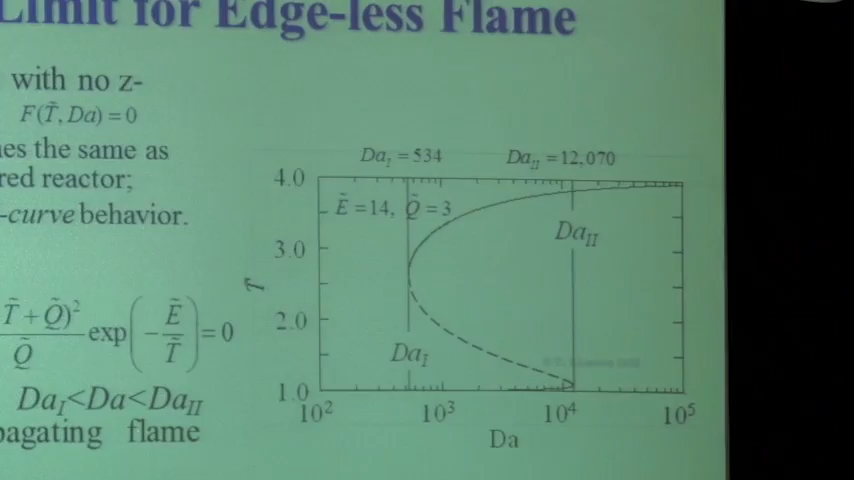 Limit for Edge-less Flame
with no z-
F(T̃, Da) = 0
es the same as
red reactor;
-curve behavior.
T̃ + Q̃)² / Q̃ exp(-Ẽ/T̃) = 0
Da_I<Da<Da_II
pagating flame
Da_I = 534 Da_II = 12,070
Ẽ = 14, Q̃ = 3
4.0
3.0
2.0
1.0
T
Da_II
Da_I
10² 10³ 10⁴ 10⁵
Da